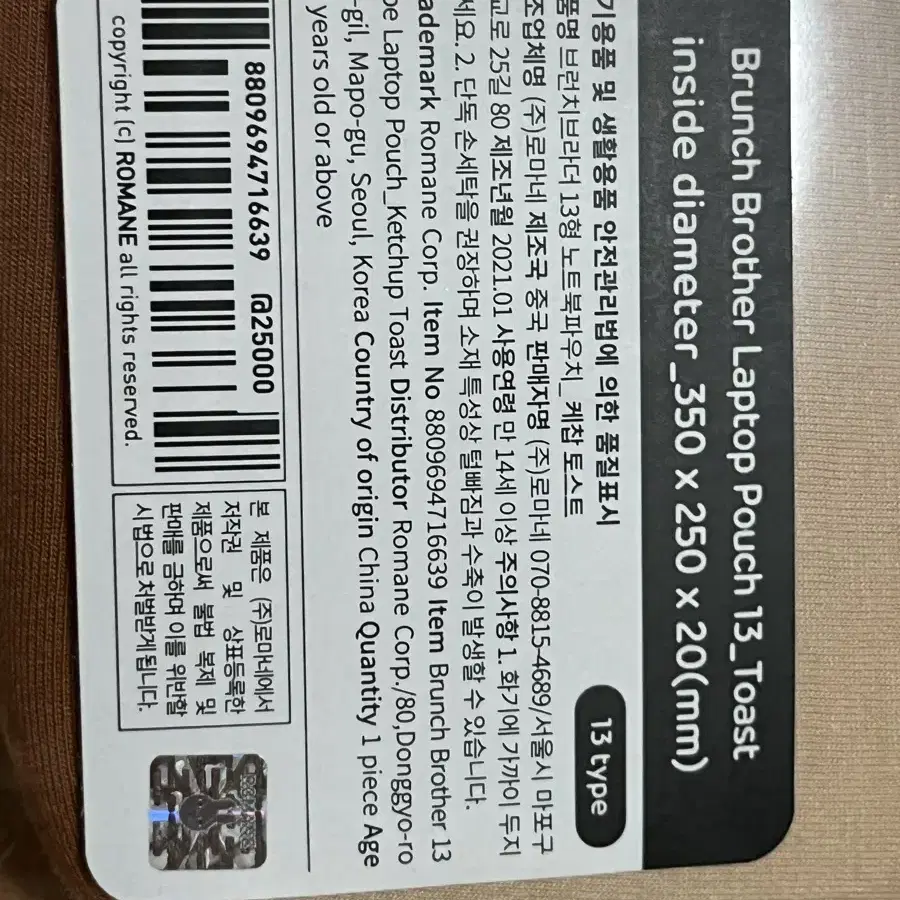 Brunch Brother Laptop Pouch 13_Toast
inside diameter_350 x 250 x 20(mm)
13 type
기용품 및 생활용품 안전관리법에 의한 품질표시
품명 브런치브라더 13형 노트북파우치_케찹 토스트
조업체명 (주)로마네 제조국 중국 판매자명 (주)로마네 070-8815-4689/서울시 마포구
교로 25길 80 제조년월 2021.01 사용연령 만 14세 이상 주의사항 1. 화기에 가까이 두지
세요. 2. 단독 손세탁을 권장하며 소재 특성상 털빠짐과 수축이 발생할 수 있습니다.
ademark Romane Corp. Item No 8809694716639 Item Brunch Brother 13
pe Laptop Pouch_Ketchup Toast Distributor Romane Corp./80,Donggyo-ro
-gil, Mapo-gu, Seoul, Korea Country of origin China Quantity 1 piece Age
years old or above
8809694716639 @25000
copyright (c) ROMANE all rights reserved.
본 제품은 (주)로마네에서
저작권 및 상표등록한
제품으로써 불법 복제 및
판매를 금하며 이를 위반할
시 법으로 처벌받게 됩니다.